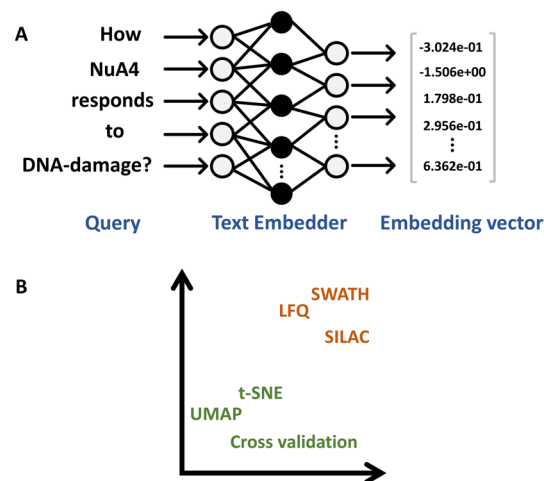 A
How
NuA4
responds
to
DNA-damage?
-3.024e-01
-1.506e+00
1.798e-01
2.956e-01
⋮
6.362e-01
Query
Text Embedder
Embedding vector
B
SWATH
LFQ
SILAC
t-SNE
UMAP
Cross validation